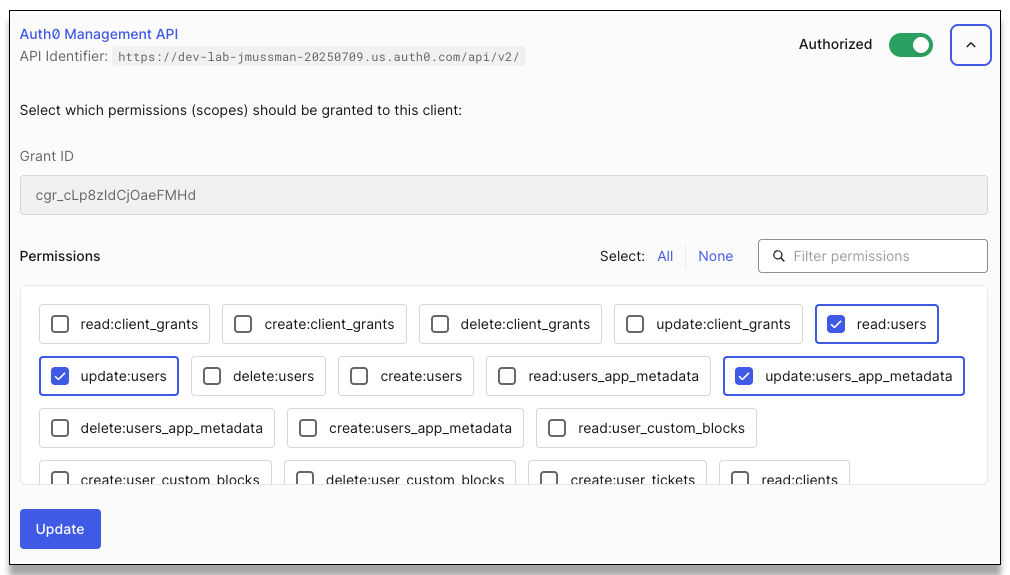 Auth0 Management API
API Identifier: https://dev-lab-jmussman-20250709.us.auth0.com/api/v2/
Authorized
Select which permissions (scopes) should be granted to this client:
Grant ID
cgr_cLp8zIdCjOaeFMHd
Permissions Select: All None Filter permissions
read:client_grants create:client_grants delete:client_grants update:client_grants read:users
update:users delete:users create:users read:users_app_metadata update:users_app_metadata
delete:users_app_metadata create:users_app_metadata read:user_custom_blocks
create:user_custom_blocks delete:user_custom_blocks create:user_tickets read:clients
Update